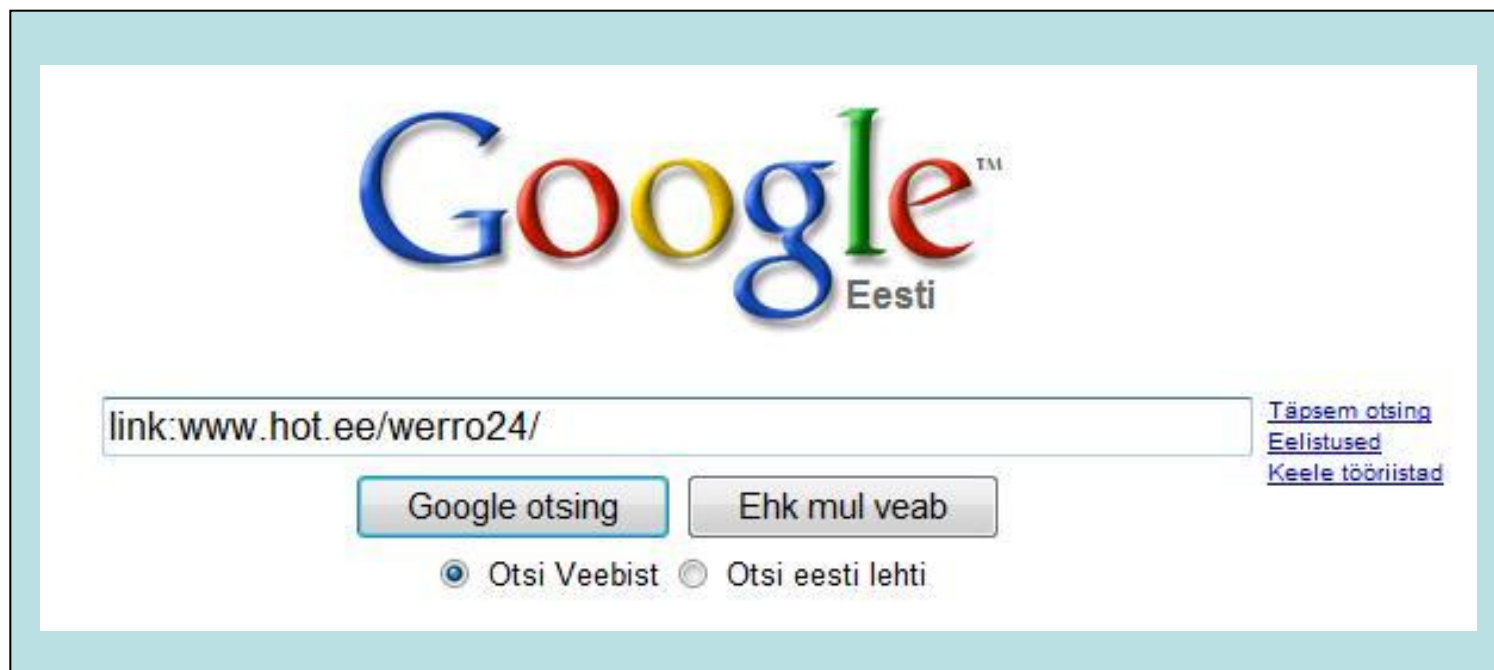 Google™
Eesti
link:www.hot.ee/werro24/
Täpsem otsing
Eelistused
Keele tööriistad
Google otsing
Ehk mul veab
Otsi Veebist
Otsi eesti lehti